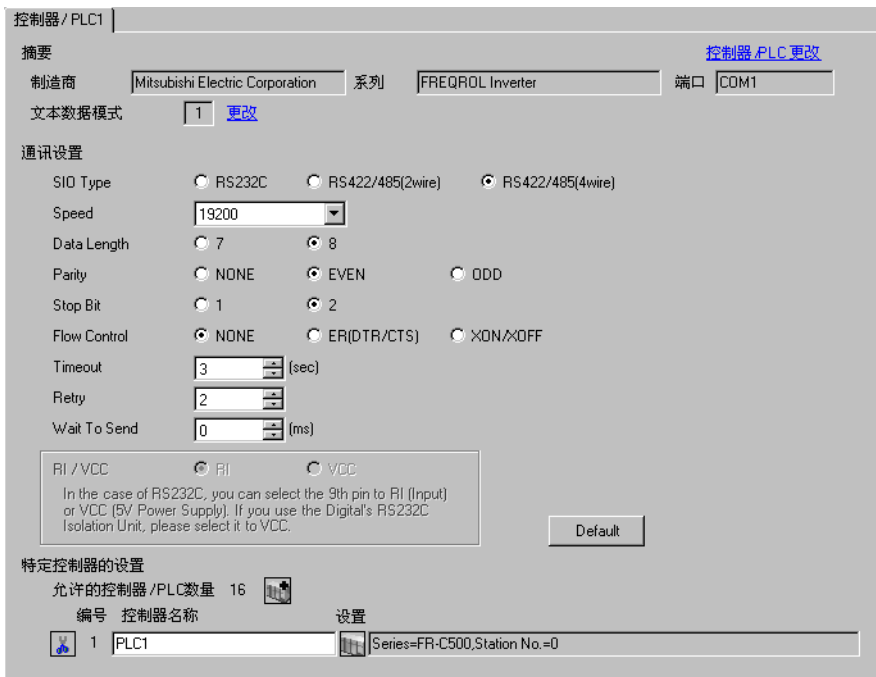 控制器/PLC1
摘要 控制器/PLC更改
制造商 Mitsubishi Electric Corporation 系列 FREQROL Inverter 端口 COM1
文本数据模式 1 更改
通讯设置
SIO Type RS232C RS422/485(2wire) RS422/485(4wire)
Speed 19200
Data Length 7 8
Parity NONE EVEN ODD
Stop Bit 1 2
Flow Control NONE ER(DTR/CTS) XON/XOFF
Timeout 3 (sec)
Retry 2
Wait To Send 0 (ms)
RI / VCC RI VCC
In the case of RS232C, you can select the 9th pin to RI (Input)
or VCC (5V Power Supply). If you use the Digital's RS232C
Isolation Unit, please select it to VCC.
Default
特定控制器的设置
允许的控制器/PLC数量 16
编号 控制器名称 设置
1 PLC1 Series=FR-C500,Station No.=0